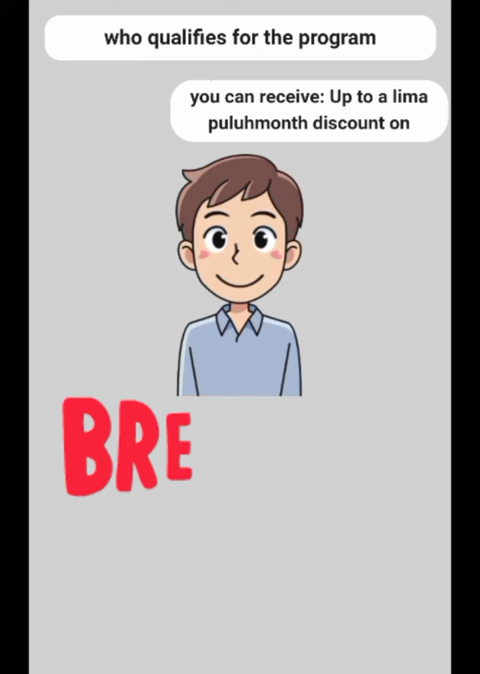 who qualifies for the program
you can receive: Up to a lima
puluhmonth discount on
BRE